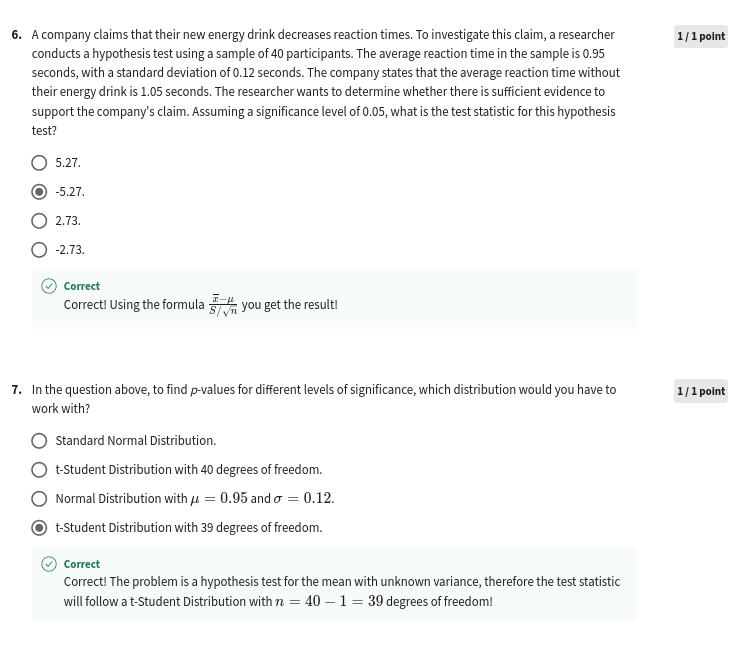 6. A company claims that their new energy drink decreases reaction times. To investigate this claim, a researcher
1 / 1 point
conducts a hypothesis test using a sample of 40 participants. The average reaction time in the sample is 0.95
seconds, with a standard deviation of 0.12 seconds. The company states that the average reaction time without
their energy drink is 1.05 seconds. The researcher wants to determine whether there is sufficient evidence to
support the company's claim. Assuming a significance level of 0.05, what is the test statistic for this hypothesis
test?
5.27.
-5.27.
2.73.
-2.73.
Correct
Correct! Using the formula x̄−μ / S/√n you get the result!
7. In the question above, to find p-values for different levels of significance, which distribution would you have to
1 / 1 point
work with?
Standard Normal Distribution.
t-Student Distribution with 40 degrees of freedom.
Normal Distribution with μ = 0.95 and σ = 0.12.
t-Student Distribution with 39 degrees of freedom.
Correct
Correct! The problem is a hypothesis test for the mean with unknown variance, therefore the test statistic
will follow a t-Student Distribution with n = 40 − 1 = 39 degrees of freedom!